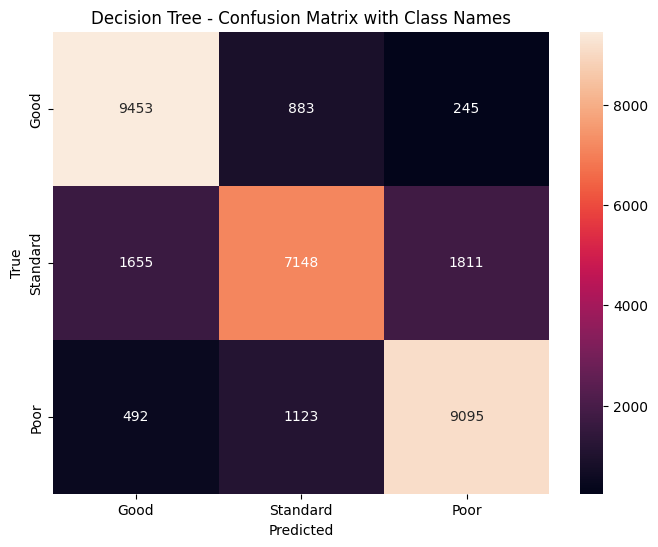 Decision Tree - Confusion Matrix with Class Names
Good 9453 883 245
8000
6000
True
Standard 1655 7148 1811
4000
Poor 492 1123 9095
2000
Good Standard Poor
Predicted